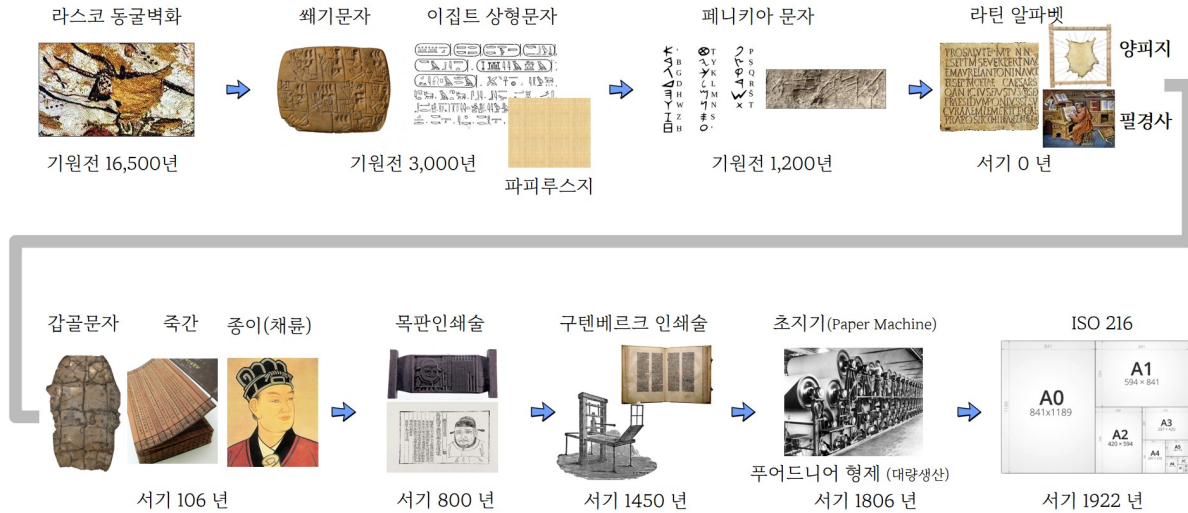 라스코 동굴벽화
쐐기문자
이집트 상형문자
페니키아 문자
라틴 알파벳
양피지
필경사
B
G
D
H
W
Z
H
T
Y
K
L
M
N
S
P
S
Q
R
Š
T
기원전 16,500년
기원전 3,000년
파피루스지
기원전 1,200년
서기 0 년
갑골문자
죽간
종이(채륜)
목판인쇄술
구텐베르크 인쇄술
초지기(Paper Machine)
ISO 216
841
A0
841x1189
1189
A1
594 × 841
A2
420 × 594
A3
A4
A5
푸어드니어 형제 (대량생산)
서기 106 년
서기 800 년
서기 1450 년
서기 1806 년
서기 1922 년